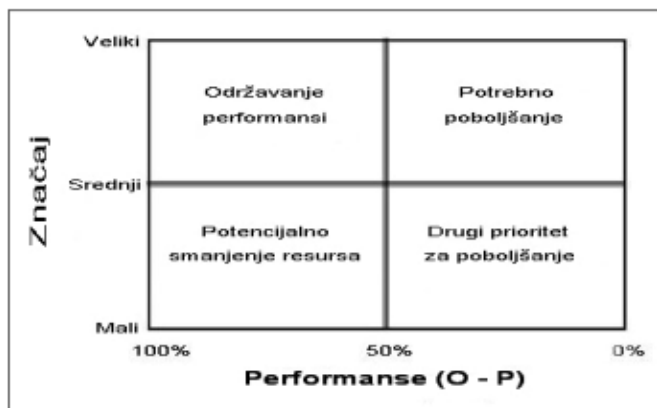 Veliki
Održavanje
performansi
Potrebno
poboljšanje
Značaj
Srednji
Potencijalno
smanjenje resursa
Drugi prioritet
za poboljšanje
Mali
100%
50%
0%
Performanse (O - P)